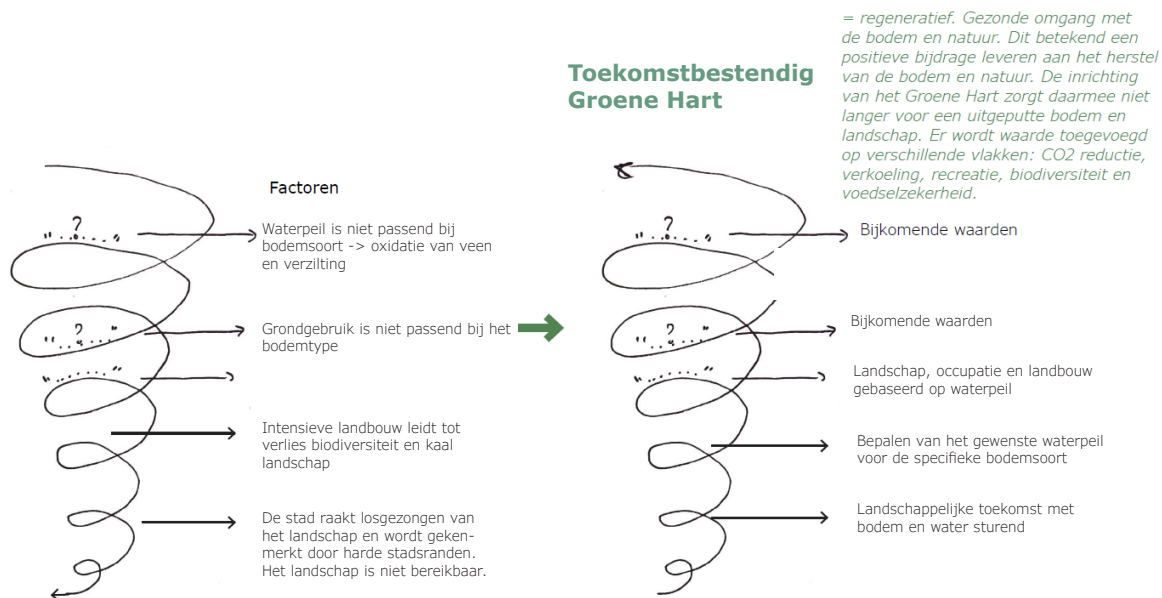 = regeneratief. Gezonde omgang met
de bodem en natuur. Dit betekend een
positieve bijdrage leveren aan het herstel
van de bodem en natuur. De inrichting
van het Groene Hart zorgt daarmee niet
langer voor een uitgeputte bodem en
landschap. Er wordt waarde toegevoegd
op verschillende vlakken: CO2 reductie,
verkoeling, recreatie, biodiversiteit en
voedselzekerheid.
Toekomstbestendig
Groene Hart
Factoren
?
"......"
Waterpeil is niet passend bij
bodemsoort -> oxidatie van veen
en verzilting
?
"......"
Grondgebruik is niet passend bij het
bodemtype
"......."
Intensieve landbouw leidt tot
verlies biodiversiteit en kaal
landschap
De stad raakt losgezongen van
het landschap en wordt geken-
merkt door harde stadsranden.
Het landschap is niet bereikbaar.
?
"......"
Bijkomende waarden
?
"......"
Bijkomende waarden
"......."
Landschap, occupatie en landbouw
gebaseerd op waterpeil
Bepalen van het gewenste waterpeil
voor de specifieke bodemsoort
Landschappelijke toekomst met
bodem en water sturend